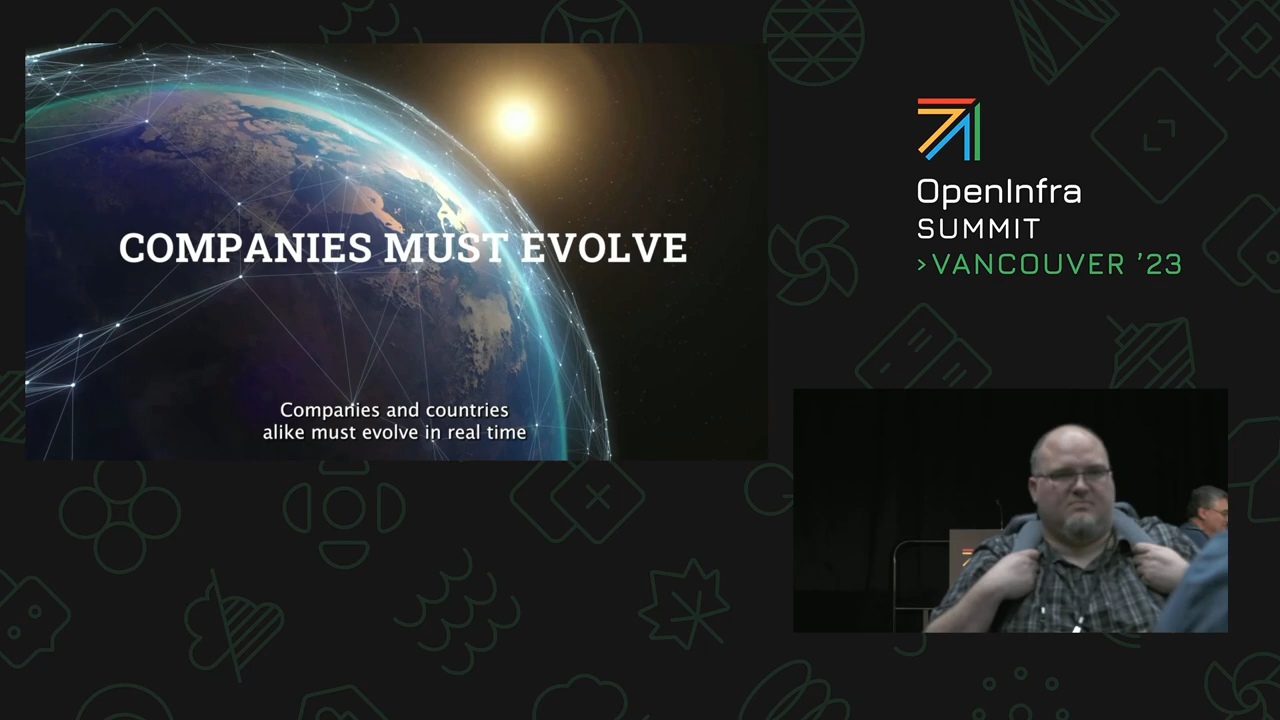 COMPANIES MUST EVOLVE
Companies and countries
alike must evolve in real time
OpenInfra
SUMMIT
>VANCOUVER ’23